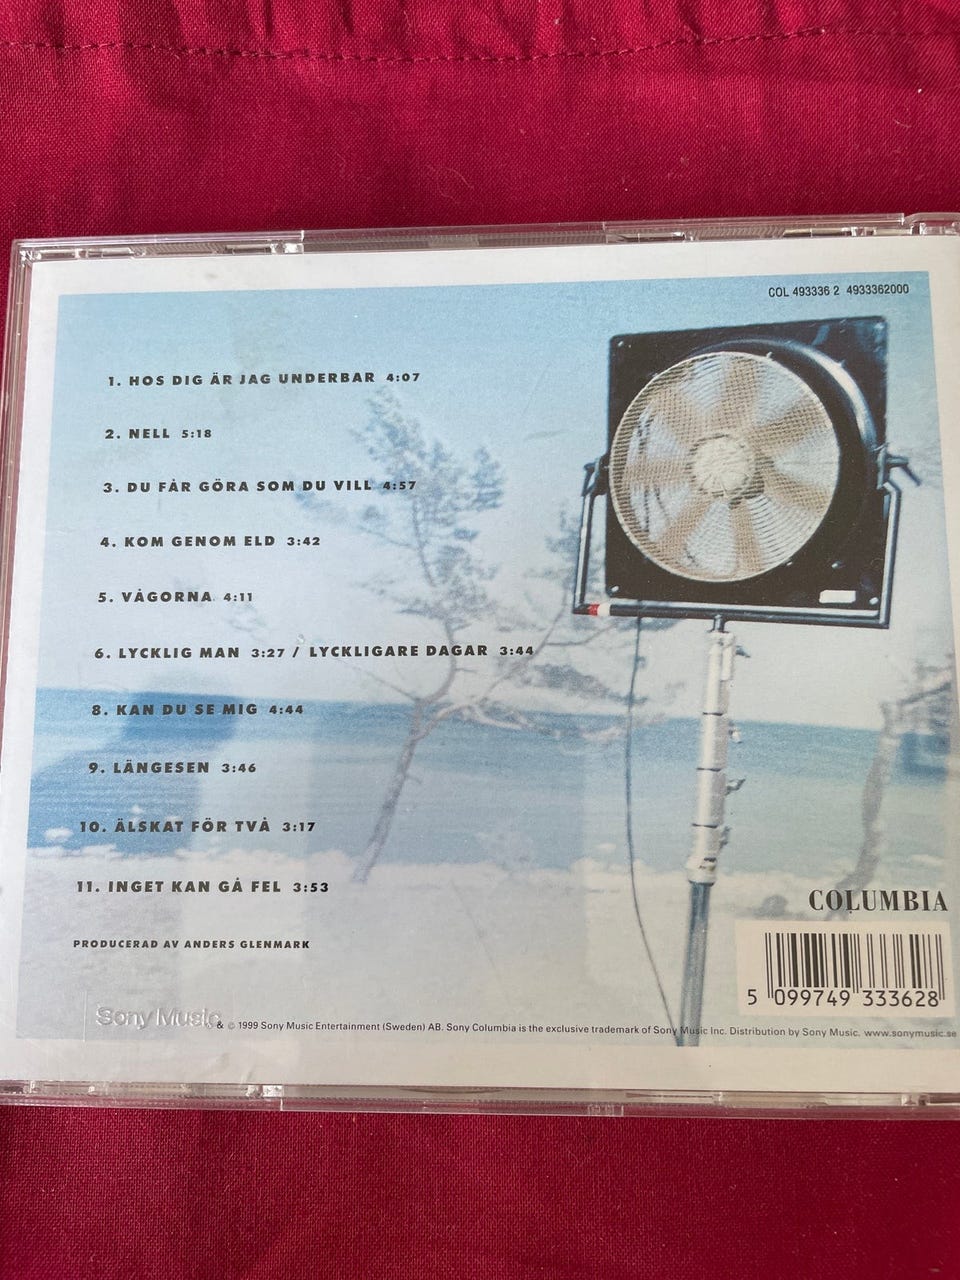 COL 493336 2 4933362000
1. HOS DIG ÄR JAG UNDERBAR 4:07
2. NELL 5:18
3. DU FÅR GÖRA SOM DU VILL 4:57
4. KOM GENOM ELD 3:42
5. VÅGORNA 4:11
6. LYCKLIG MAN 3:27 / LYCKLIGARE DAGAR 3:44
8. KAN DU SE MIG 4:44
9. LÄNGESEN 3:46
10. ÄLSKAT FÖR TVÅ 3:17
11. INGET KAN GÅ FEL 3:53
PRODUCERAD AV ANDERS GLENMARK
COLUMBIA
5 099749 333628
Sony Music
& © 1999 Sony Music Entertainment (Sweden) AB. Sony Columbia is the exclusive trademark of Sony Music Inc. Distribution by Sony Music. www.sonymusic.se